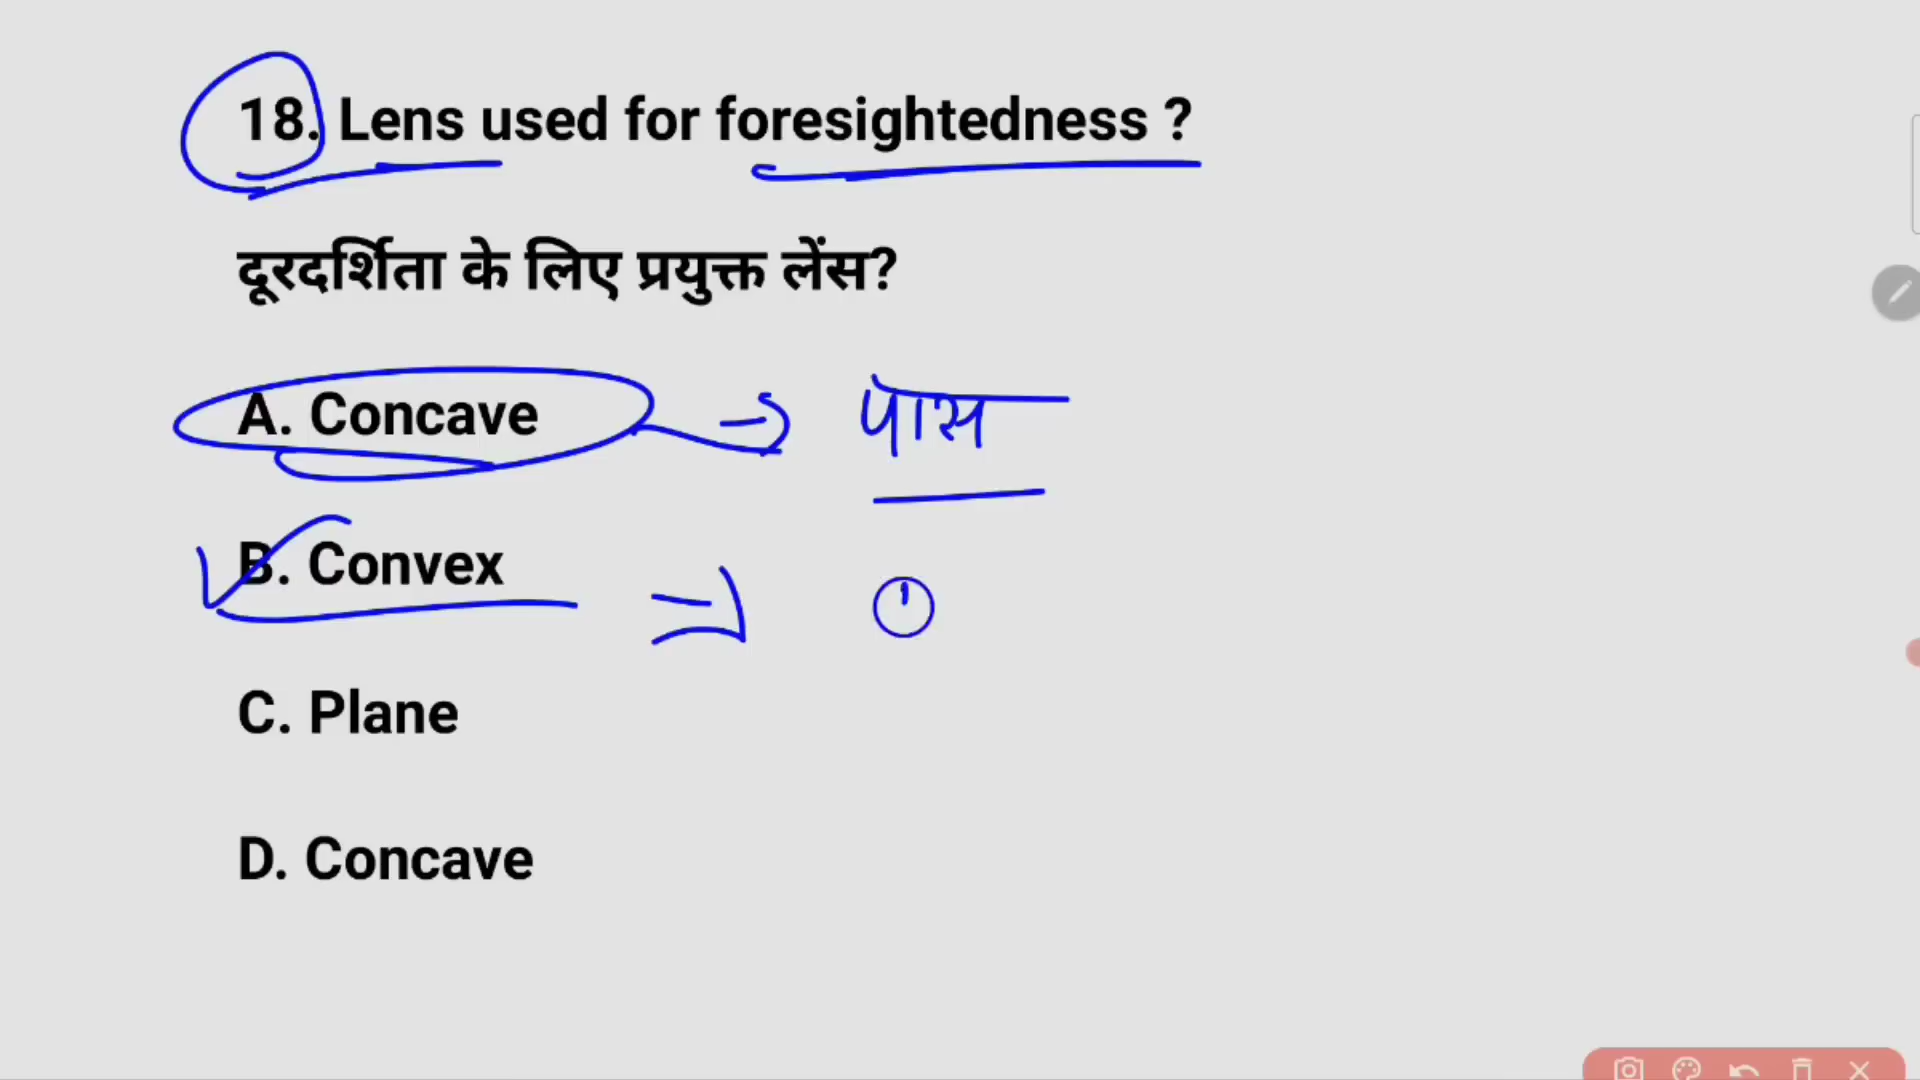 18. Lens used for foresightedness ?
दूरदर्शिता के लिए प्रयुक्त लेंस?
A. Concave → पास
B. Convex ⇒
C. Plane
D. Concave